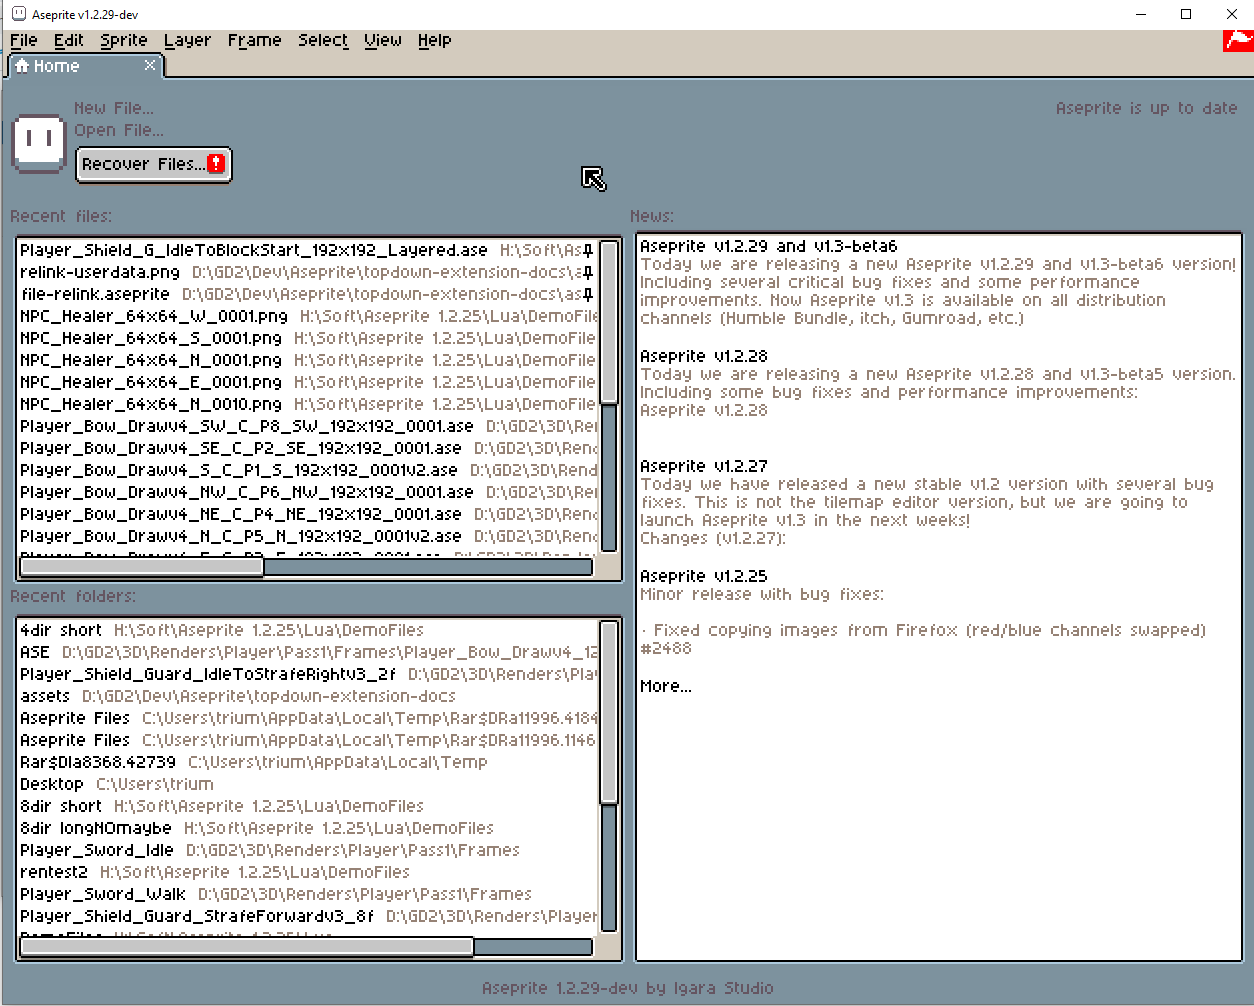 Aseprite v1.2.29-dev
File Edit Sprite Layer Frame Select View Help
Home
New File...
Aseprite is up to date
Open File...
Recover Files...
Recent files:
Player_Shield_G_IdleToBlockStart_192x192_Layered.ase H:\Soft\As
relink-userdata.png D:\GD2\Dev\Aseprite\topdown-extension-docs\a
file-relink.aseprite D:\GD2\Dev\Aseprite\topdown-extension-docs\as
NPC_Healer_64x64_W_0001.png H:\Soft\Aseprite 1.2.25\Lua\DemoFile
NPC_Healer_64x64_S_0001.png H:\Soft\Aseprite 1.2.25\Lua\DemoFile
NPC_Healer_64x64_N_0001.png H:\Soft\Aseprite 1.2.25\Lua\DemoFile
NPC_Healer_64x64_E_0001.png H:\Soft\Aseprite 1.2.25\Lua\DemoFile
NPC_Healer_64x64_N_0010.png H:\Soft\Aseprite 1.2.25\Lua\DemoFile
Player_Bow_Drawv4_SW_C_P8_SW_192x192_0001.ase D:\GD2\3D\Rer
Player_Bow_Drawv4_SE_C_P2_SE_192x192_0001.ase D:\GD2\3D\Renc
Player_Bow_Drawv4_S_C_P1_S_192x192_0001v2.ase D:\GD2\3D\Rend
Player_Bow_Drawv4_NW_C_P6_NW_192x192_0001.ase D:\GD2\3D\Rer
Player_Bow_Drawv4_NE_C_P4_NE_192x192_0001.ase D:\GD2\3D\Renc
Player_Bow_Drawv4_N_C_P5_N_192x192_0001v2.ase D:\GD2\3D\Rend
Recent folders:
4dir short H:\Soft\Aseprite 1.2.25\Lua\DemoFiles
ASE D:\GD2\3D\Renders\Player\Pass1\Frames\Player_Bow_Drawv4_12
Player_Shield_Guard_IdleToStrafeRightv3_2f D:\GD2\3D\Renders\Pla
assets D:\GD2\Dev\Aseprite\topdown-extension-docs
Aseprite Files C:\Users\trium\AppData\Local\Temp\Rar$DRa11996.4184
Aseprite Files C:\Users\trium\AppData\Local\Temp\Rar$DRa11996.1146
Rar$DIa8368.42739 C:\Users\trium\AppData\Local\Temp
Desktop C:\Users\trium
8dir short H:\Soft\Aseprite 1.2.25\Lua\DemoFiles
8dir longNOmaybe H:\Soft\Aseprite 1.2.25\Lua\DemoFiles
Player_Sword_Idle D:\GD2\3D\Renders\Player\Pass1\Frames
rentest2 H:\Soft\Aseprite 1.2.25\Lua\DemoFiles
Player_Sword_Walk D:\GD2\3D\Renders\Player\Pass1\Frames
Player_Shield_Guard_StrafeForwardv3_8f D:\GD2\3D\Renders\Player
News:
Aseprite v1.2.29 and v1.3-beta6
Today we are releasing a new Aseprite v1.2.29 and v1.3-beta6 version!
Including several critical bug fixes and some performance
improvements. Now Aseprite v1.3 is available on all distribution
channels (Humble Bundle, itch, Gumroad, etc.)
Aseprite v1.2.28
Today we are releasing a new Aseprite v1.2.28 and v1.3-beta5 version.
Including some bug fixes and performance improvements:
Aseprite v1.2.28
Aseprite v1.2.27
Today we have released a new stable v1.2 version with several bug
fixes. This is not the tilemap editor version, but we are going to
launch Aseprite v1.3 in the next weeks!
Changes (v1.2.27):
Aseprite v1.2.25
Minor release with bug fixes:
· Fixed copying images from Firefox (red/blue channels swapped)
#2488
More...
Aseprite 1.2.29-dev by Igara Studio